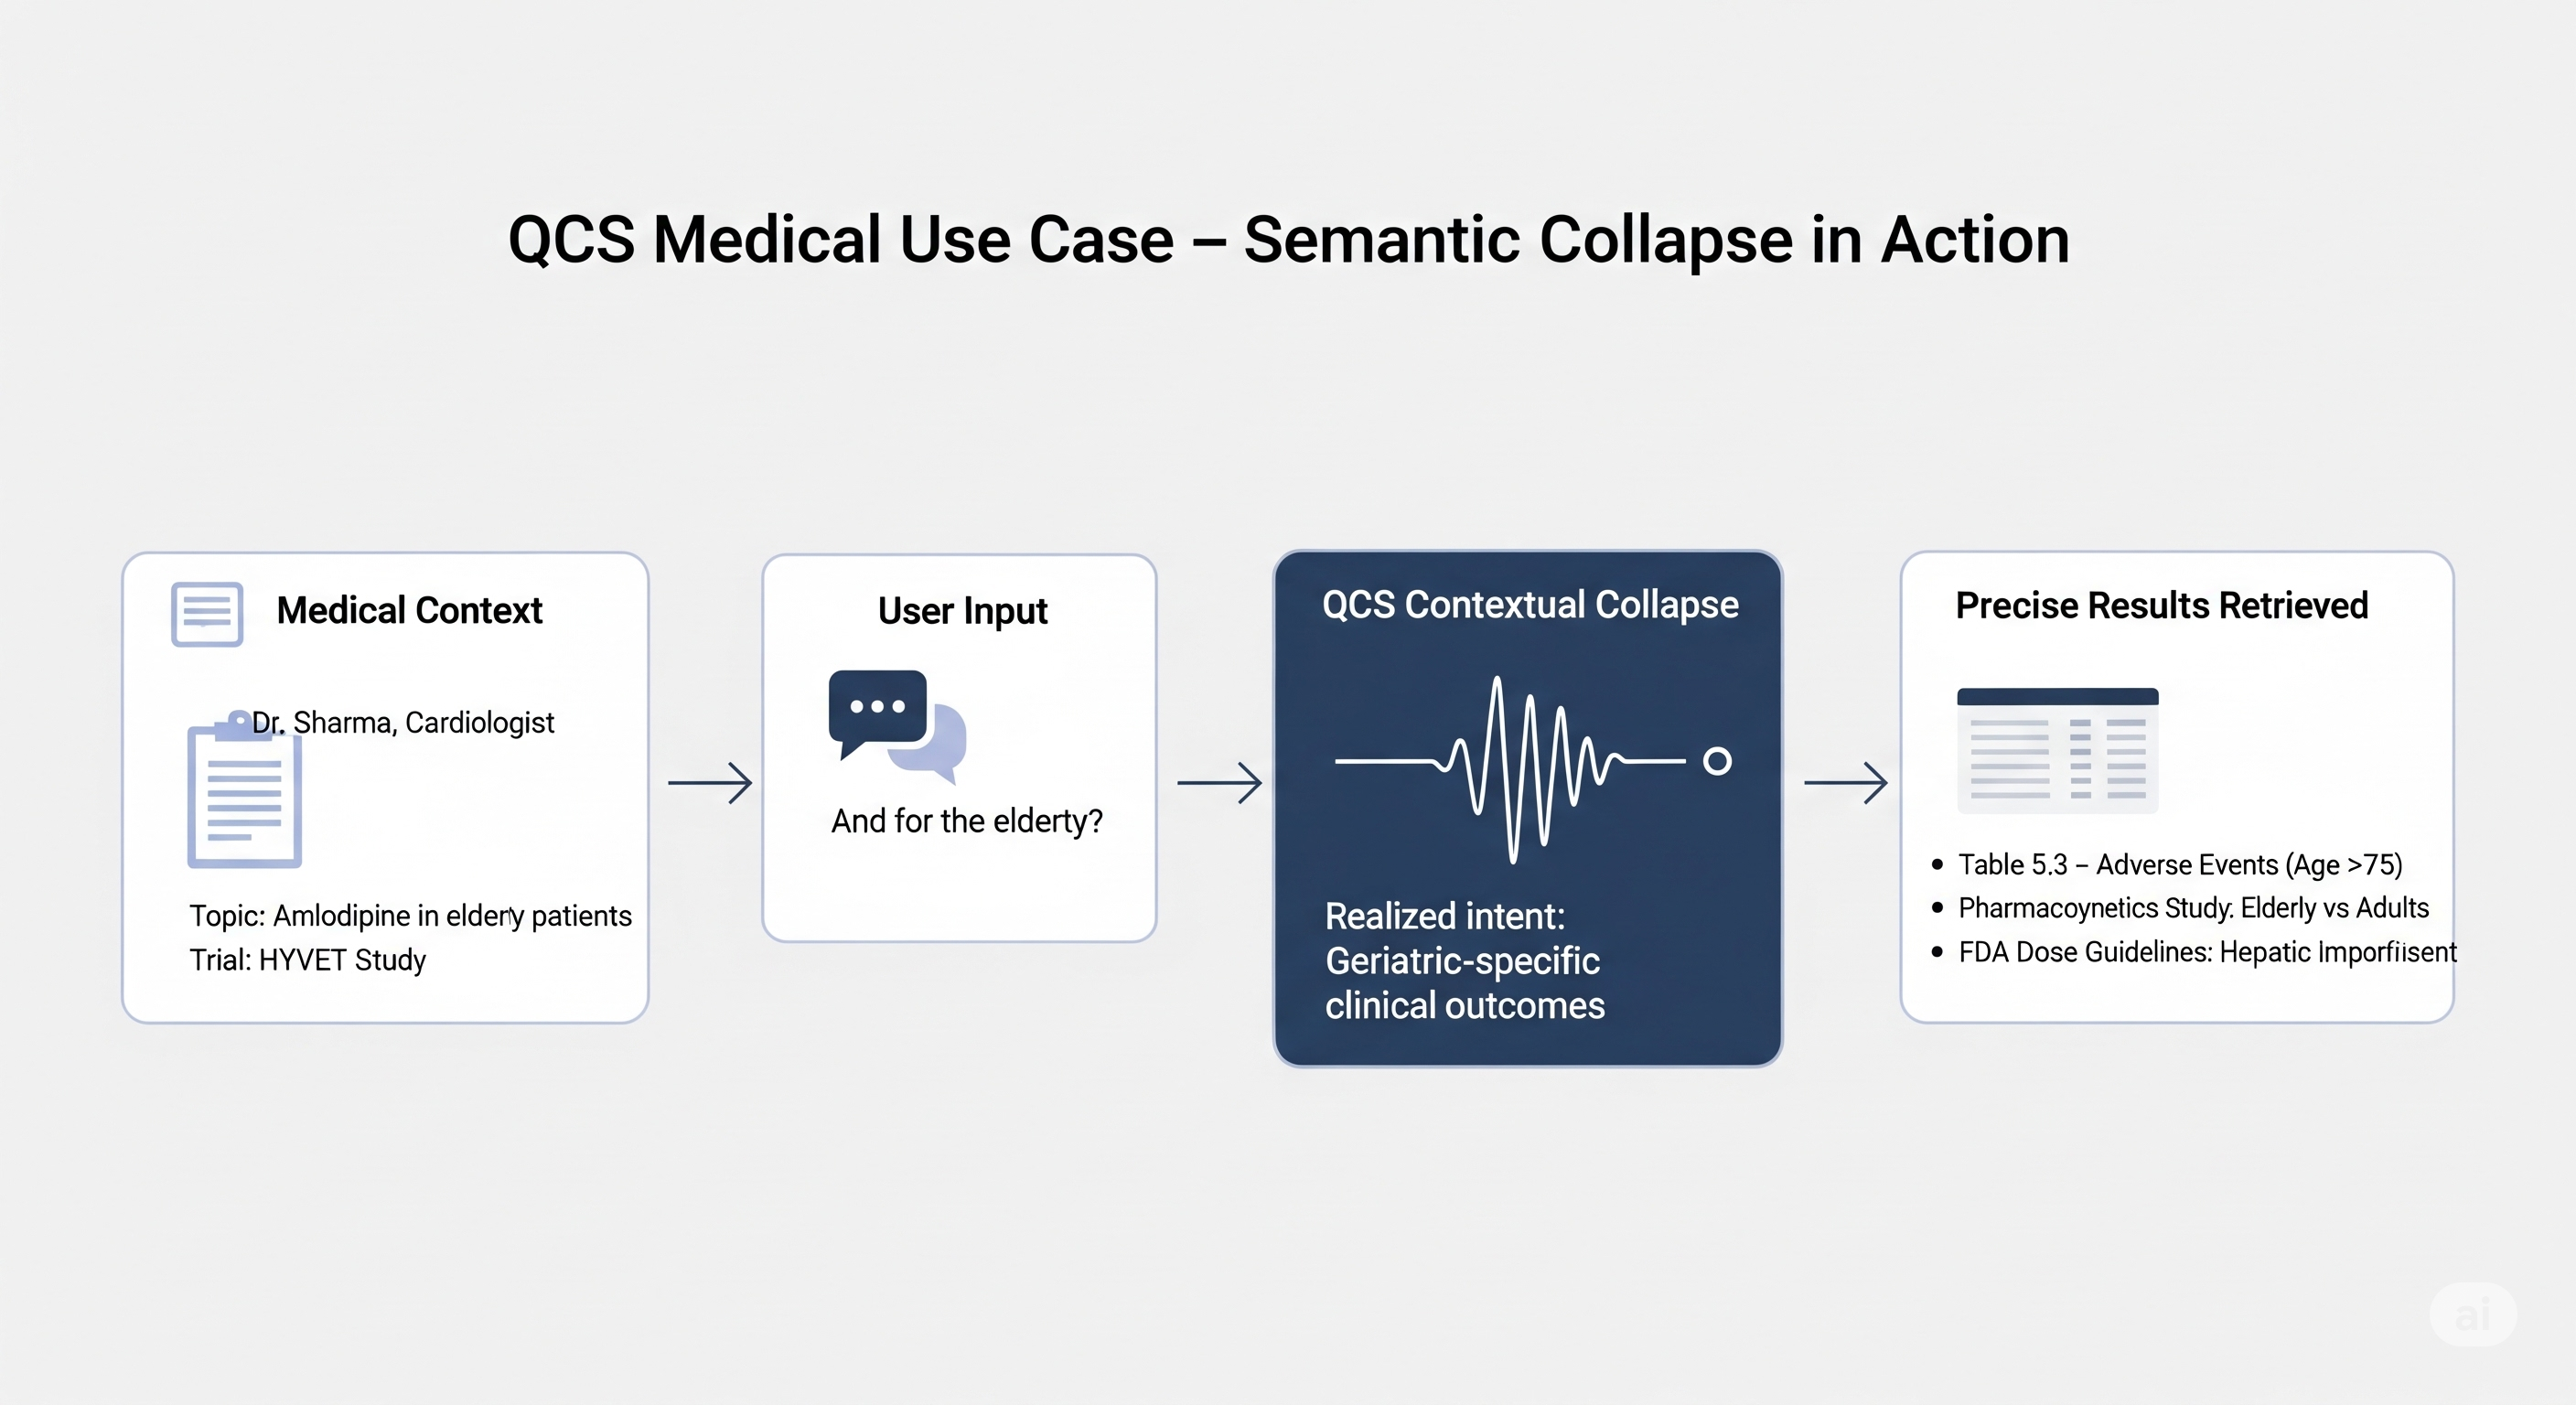 QCS Medical Use Case – Semantic Collapse in Action
Medical Context
Dr. Sharma, Cardiologist
Topic: Amlodipine in eldery patients
Trial: HYVET Study
User Input
And for the elderty?
QCS Contextual Collapse
Realized intent:
Geriatric-specific
clinical outcomes
Precise Results Retrieved
• Table 5.3 – Adverse Events (Age >75)
• Pharmacoynetics Study: Elderly vs Adults
• FDA Dose Guidelines: Hepatic
ai